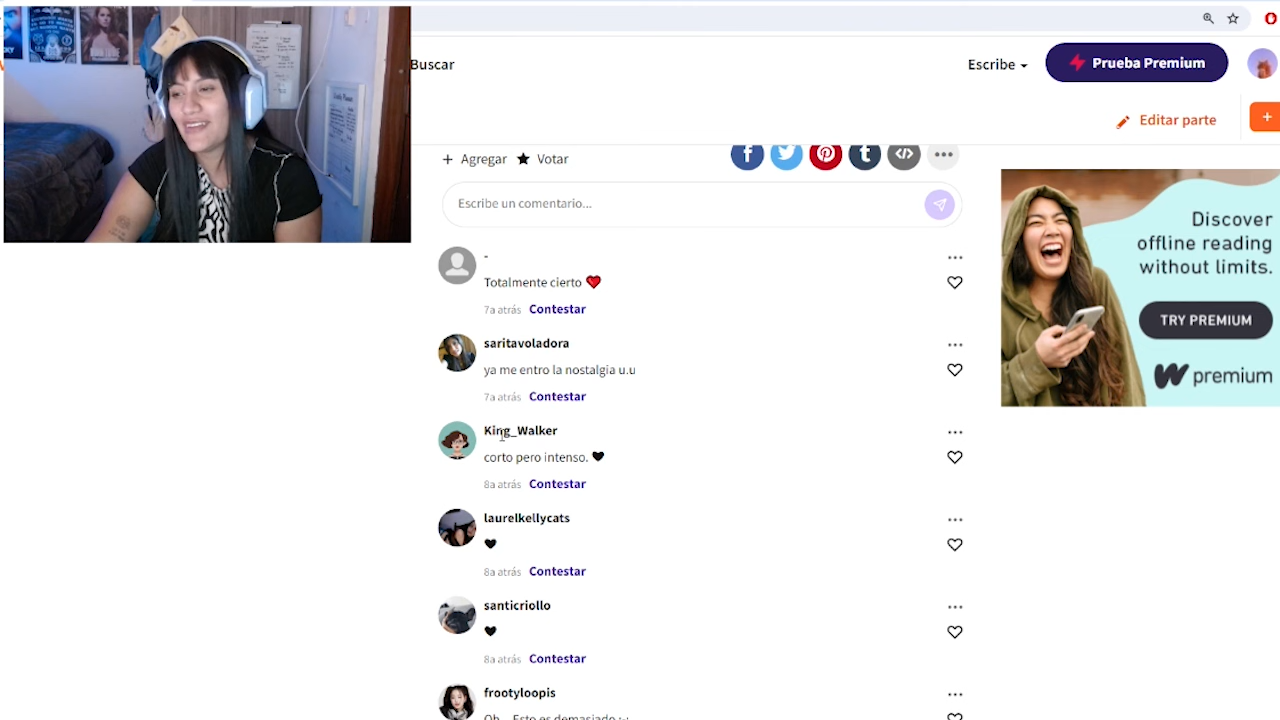 Buscar
Escribe
Prueba Premium
Editar parte
+
+ Agregar ★ Votar
Escribe un comentario...
-
Totalmente cierto ❤
7a atrás Contestar
saritavoladora
ya me entro la nostalgia u.u
7a atrás Contestar
King_Walker
corto pero intenso. 🖤
8a atrás Contestar
laurelkellycats
🖤
8a atrás Contestar
santicriollo
🖤
8a atrás Contestar
frootyloopis
Discover
offline reading
without limits.
TRY PREMIUM
premium